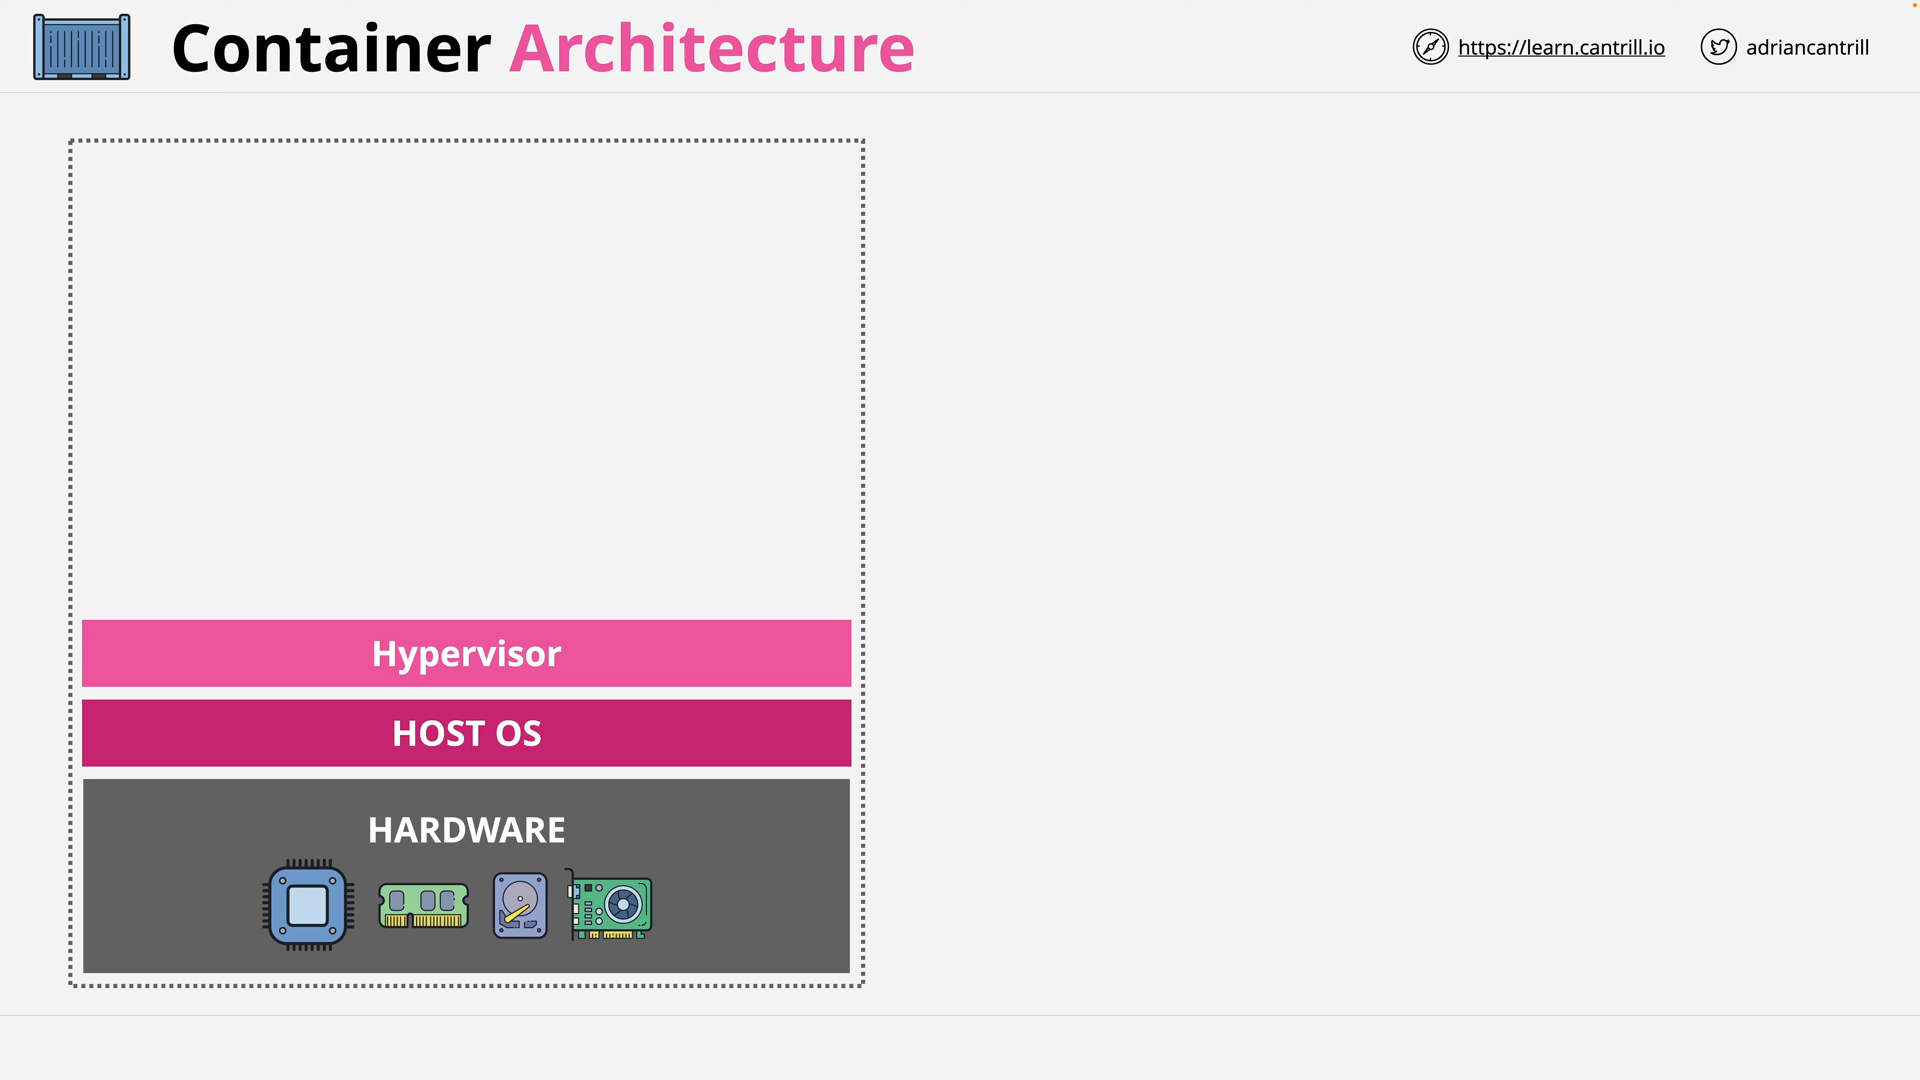 Container Architecture
https://learn.cantrill.io
adriancantrill
Hypervisor
HOST OS
HARDWARE